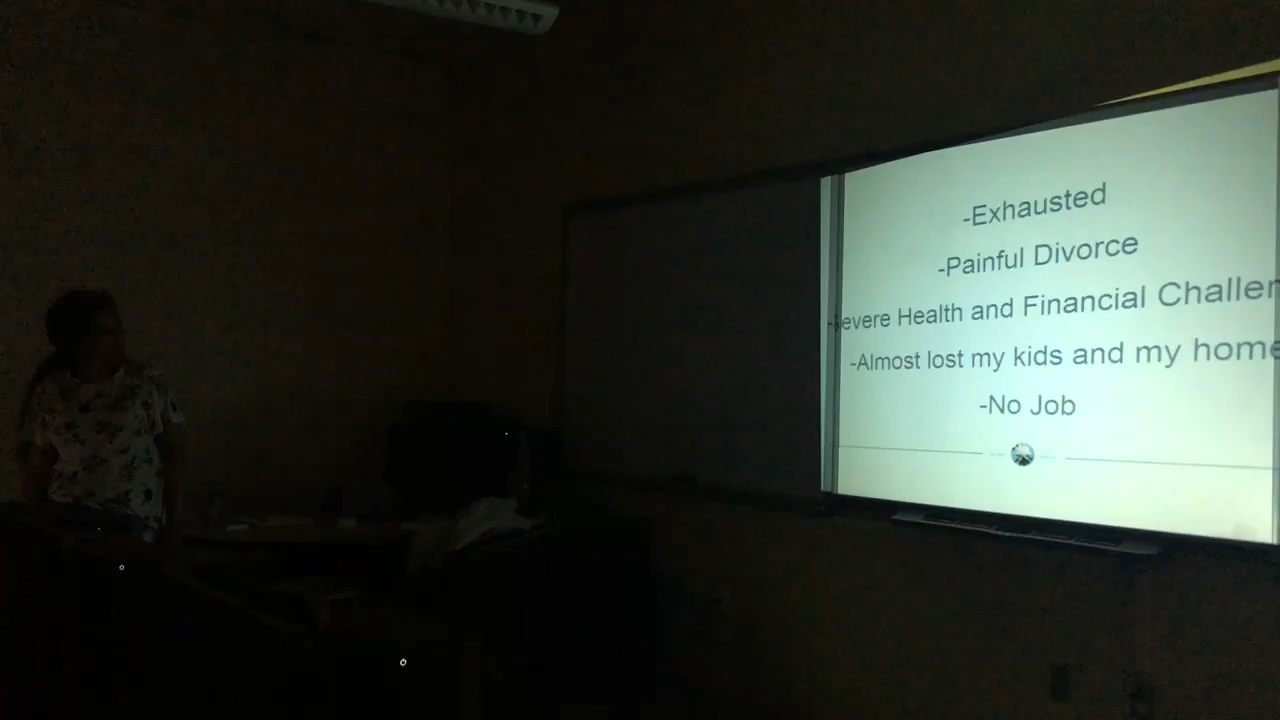 -Exhausted
-Painful Divorce
-Severe Health and Financial Challen
-Almost lost my kids and my home
-No Job